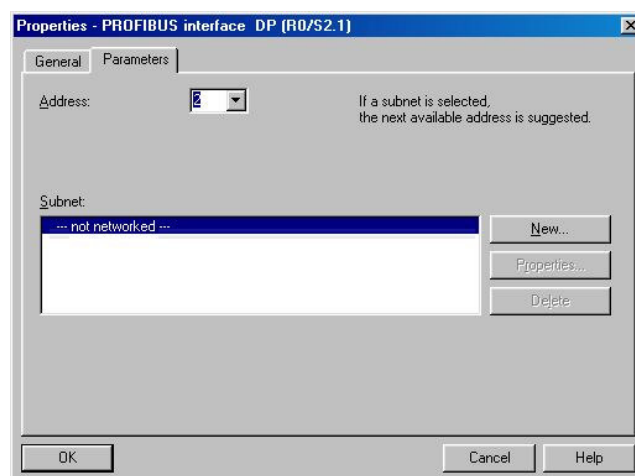 Properties - PROFIBUS interface DP (R0/S2.1)
General Parameters
Address: 2
If a subnet is selected,
the next available address is suggested.
Subnet:
--- not networked ---
New...
Properties...
Delete
OK Cancel Help